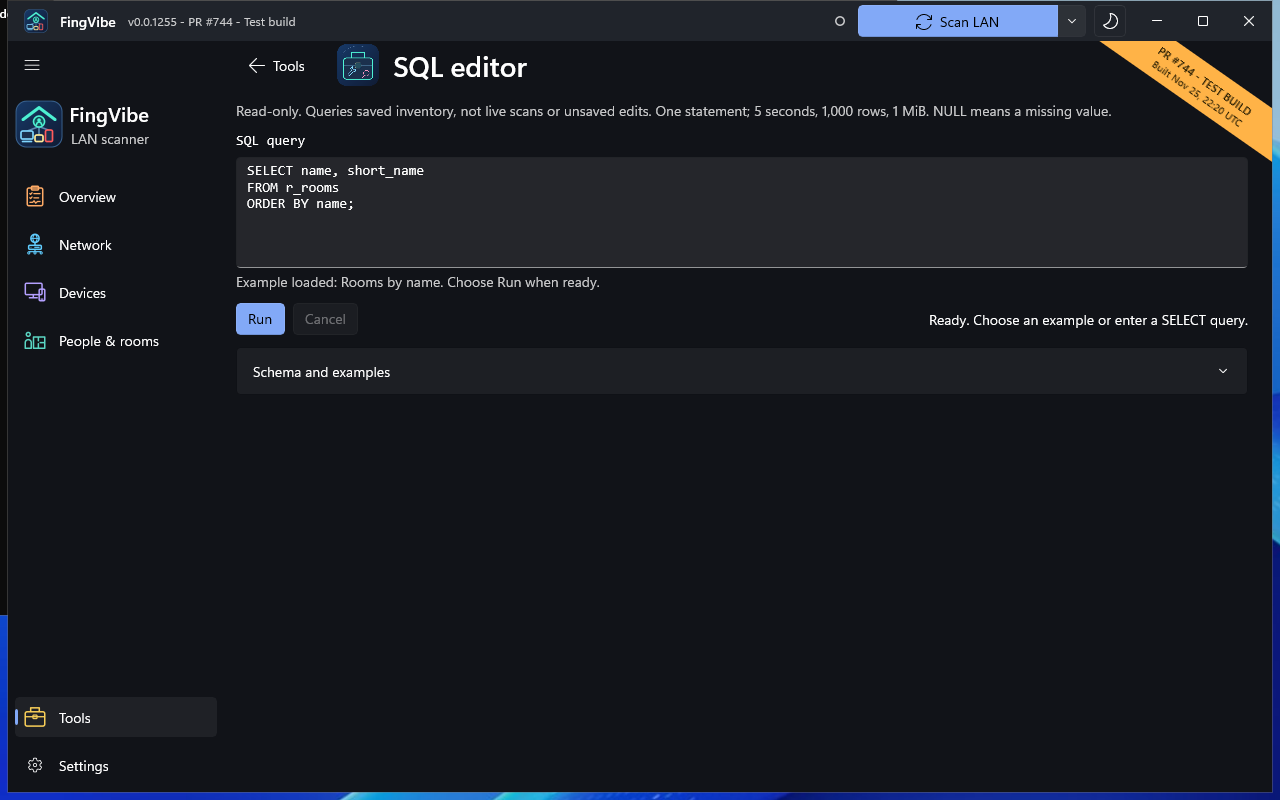 FingVibe v0.0.1255 - PR #744 - Test build
Scan LAN
PR #744 - TEST BUILD
Built Nov 25, 22:20 UTC
Tools
SQL editor
FingVibe
LAN scanner
Overview
Network
Devices
People & rooms
Tools
Settings
Read-only. Queries saved inventory, not live scans or unsaved edits. One statement; 5 seconds, 1,000 rows, 1 MiB. NULL means a missing value.
SQL query
SELECT name, short_name
FROM r_rooms
ORDER BY name;
Example loaded: Rooms by name. Choose Run when ready.
Run
Cancel
Ready. Choose an example or enter a SELECT query.
Schema and examples